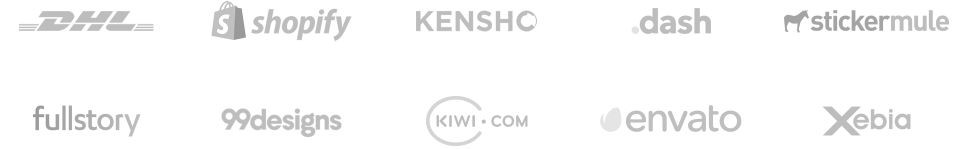 DHL shopify KENSHO .dash stickermule
fullstory 99designs KIWI.COM envato Xebia